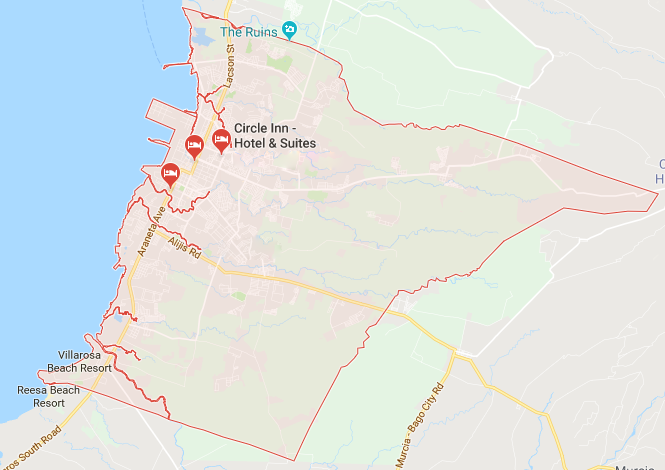 The Ruins
Lacson St
Circle Inn -
Hotel & Suites
Araneta Ave
Alijis Rd
Villarosa
Beach Resort
Reesa Beach
Resort
ros South Road
Murcia - Bago City Rd